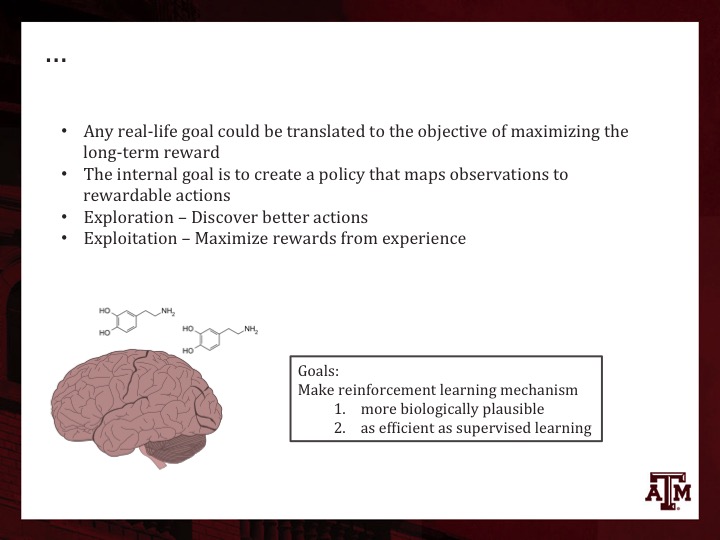 ...
• Any real-life goal could be translated to the objective of maximizing the
long-term reward
• The internal goal is to create a policy that maps observations to
rewardable actions
• Exploration – Discover better actions
• Exploitation – Maximize rewards from experience
HO
NH2
HO
HO
NH2
HO
Goals:
Make reinforcement learning mechanism
1. more biologically plausible
2. as efficient as supervised learning
ATM